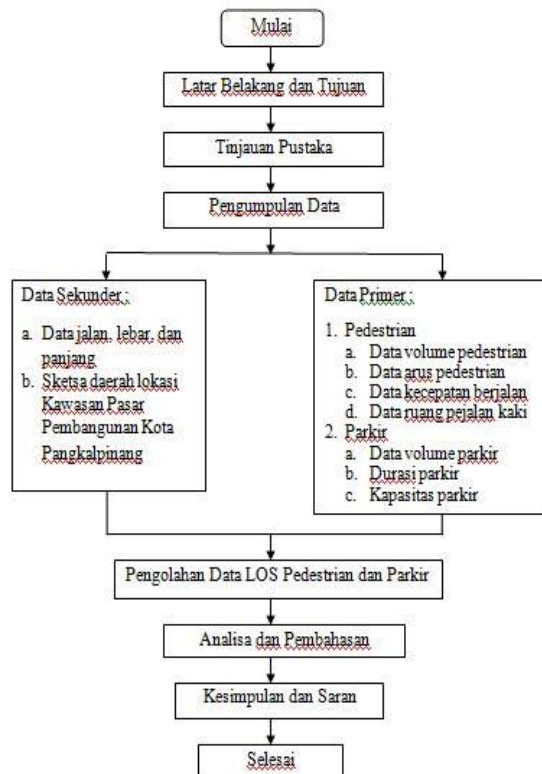 Mulai
Latar Belakang dan Tujuan
Tinjauan Pustaka
Pengumpulan Data
Data Sekunder :
a. Data jalan, lebar, dan
panjang
b. Sketsa daerah lokasi
Kawasan Pasar
Pembangunan Kota
Pangkalpinang
Data Primer :
1. Pedestrian
a. Data volume pedestrian
b. Data arus pedestrian
c. Data kecepatan berjalan
d. Data ruang pejalan kaki
2. Parkir
a. Data volume parkir
b. Durasi parkir
c. Kapasitas parkir
Pengolahan Data LOS Pedestrian dan Parkir
Analisa dan Pembahasan
Kesimpulan dan Saran
Selesai